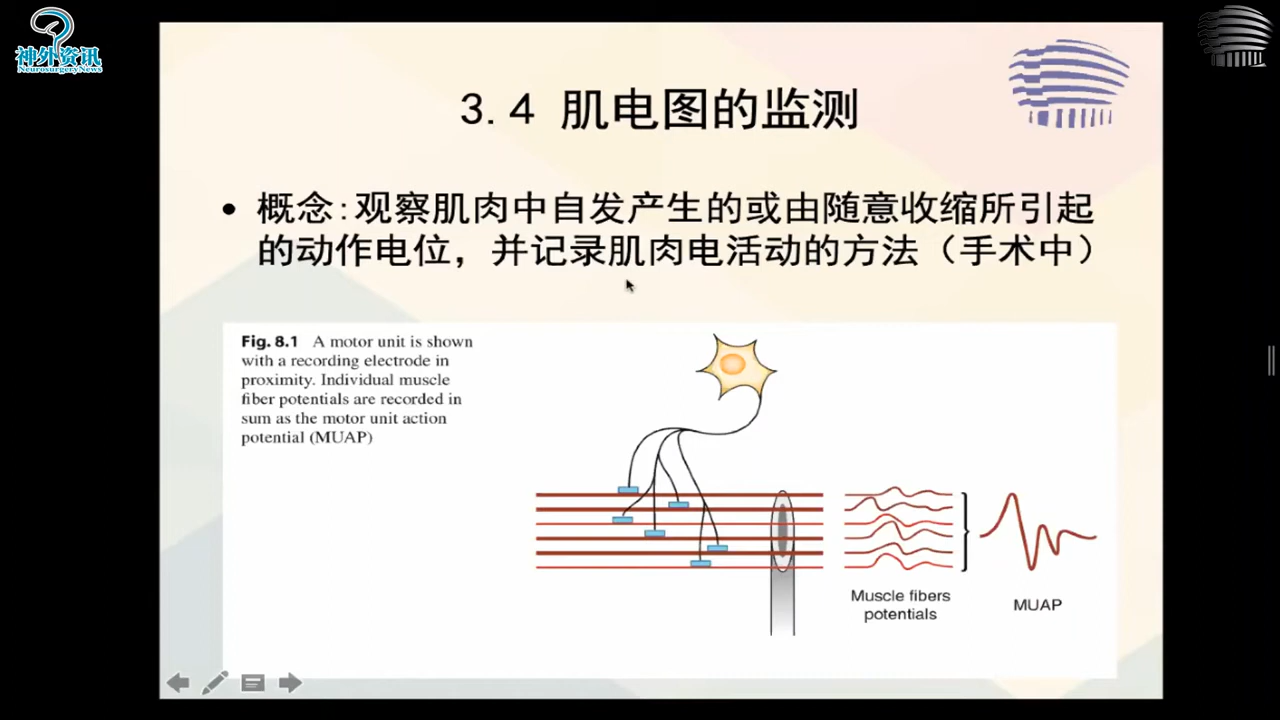 神外资讯
NeurosurgeryNews
3.4 肌电图的监测
• 概念:观察肌肉中自发产生的或由随意收缩所引起
的动作电位，并记录肌肉电活动的方法（手术中）
Fig. 8.1 A motor unit is shown
with a recording electrode in
proximity. Individual muscle
fiber potentials are recorded in
sum as the motor unit action
potential (MUAP)
Muscle fibers
potentials
MUAP